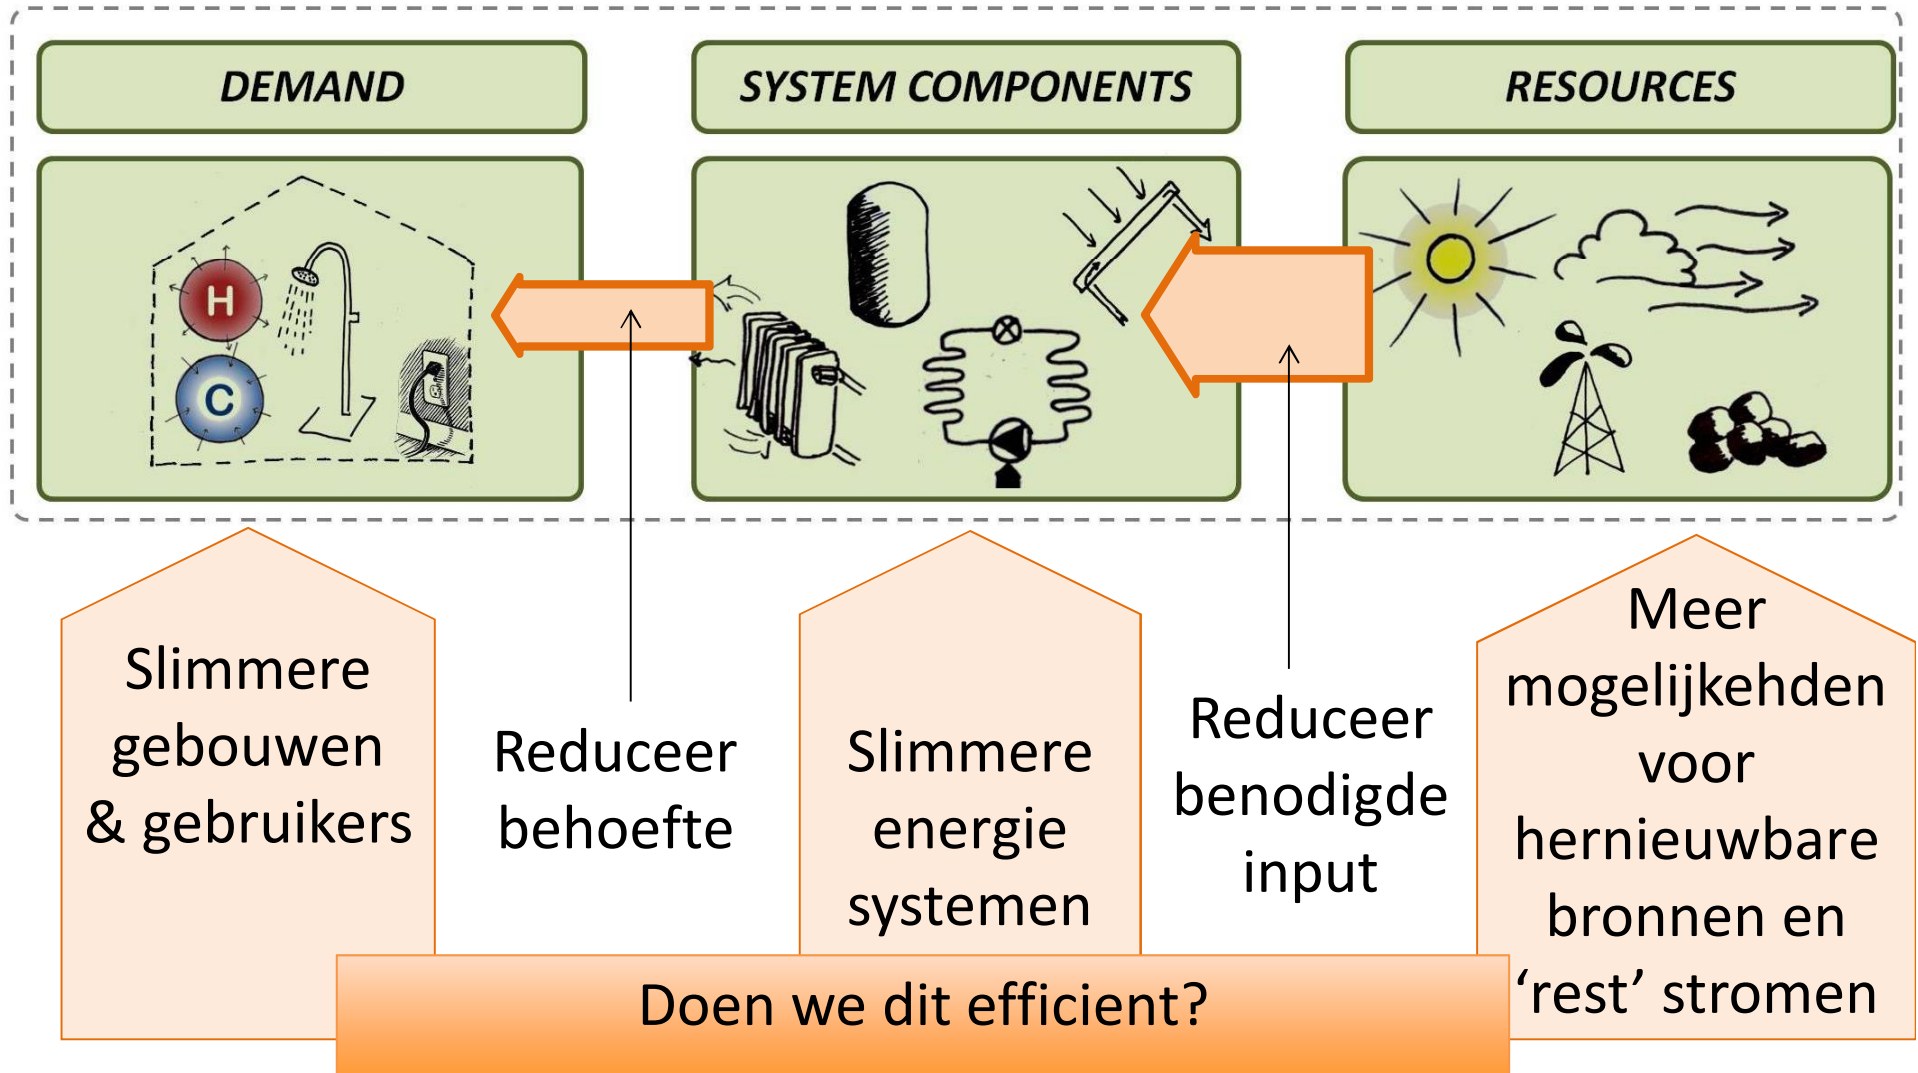 DEMAND
SYSTEM COMPONENTS
RESOURCES
H
C
Slimmere
gebouwen
& gebruikers
Reduceer
behoefte
Slimmere
energie
systemen
Reduceer
benodigde
input
Meer
mogelijkehden
voor
hernieuwbare
bronnen en
‘rest’ stromen
Doen we dit efficient?